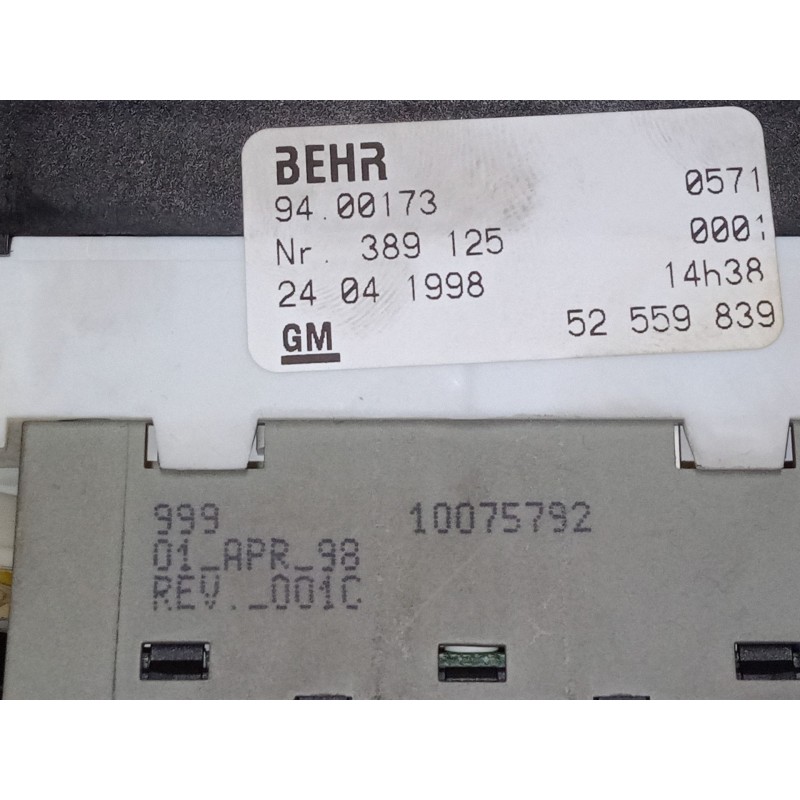 BEHR
94.00173 0571
Nr. 389 125 0001
24 04 1998 14h38
GM 52 559 839
999 10075792
01_APR_98
REV._001C